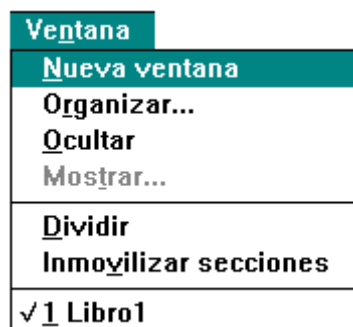 Ventana
Nueva ventana
Organizar...
Ocultar
Mostrar...
Dividir
Inmovilizar secciones
√ 1 Libro1